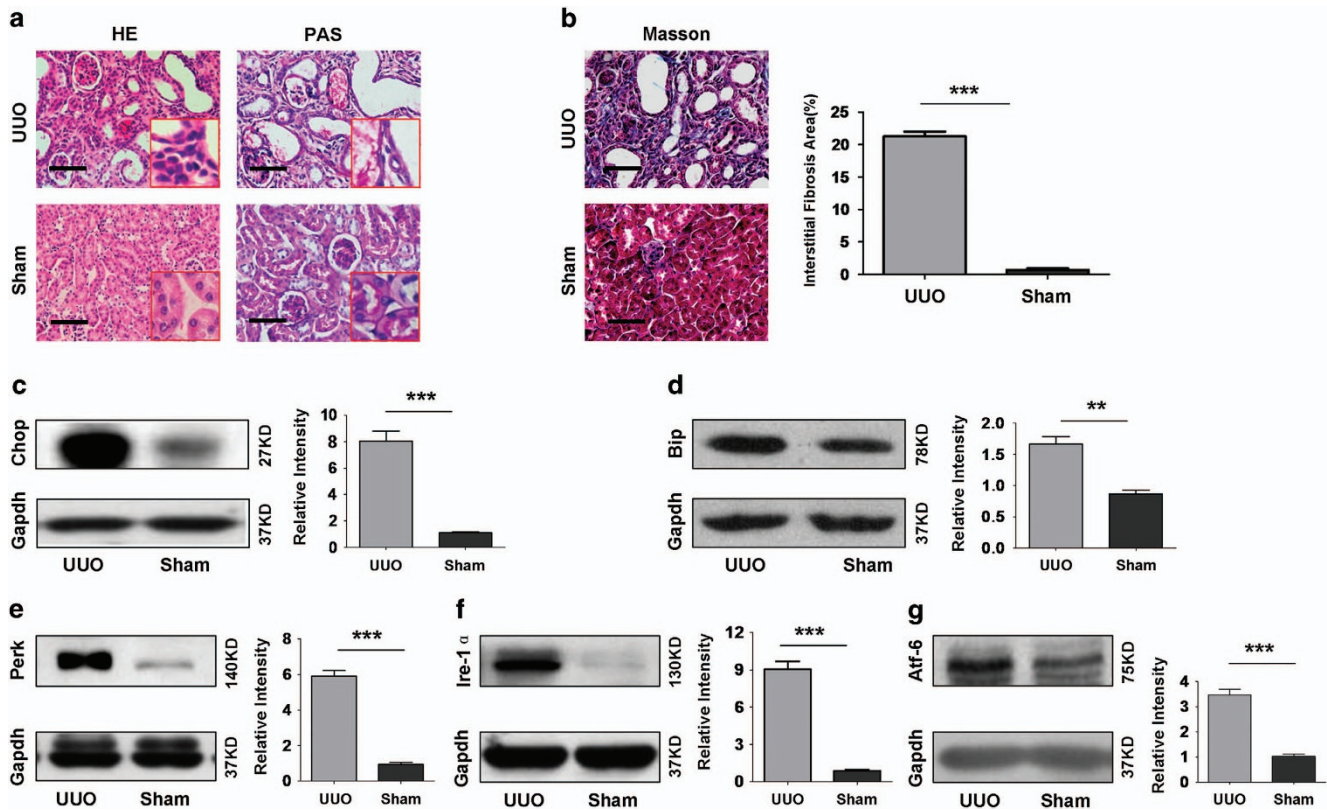 a
HE
PAS
UUO
Sham
b
Masson
UUO
Sham
Interstitial Fibrosis Area(%)
25
20
15
10
5
0
***
UUO
Sham
c
Chop
27KD
Gapdh
37KD
UUO
Sham
Relative Intensity
10
8
6
4
2
0
***
UUO
Sham
d
Bip
78KD
Gapdh
37KD
UUO
Sham
Relative Intensity
2.0
1.5
1.0
0.5
0.0
**
UUO
Sham
e
Perk
140KD
Gapdh
37KD
UUO
Sham
Relative Intensity
8
6
4
2
0
***
UUO
Sham
f
Ire-1 α
130KD
Gapdh
37KD
UUO
Sham
Relative Intensity
12
9
6
3
0
***
UUO
Sham
g
Atf-6
75KD
Gapdh
37KD
UUO
Sham
Relative Intensity
4
3
2
1
0
***
UUO
Sham